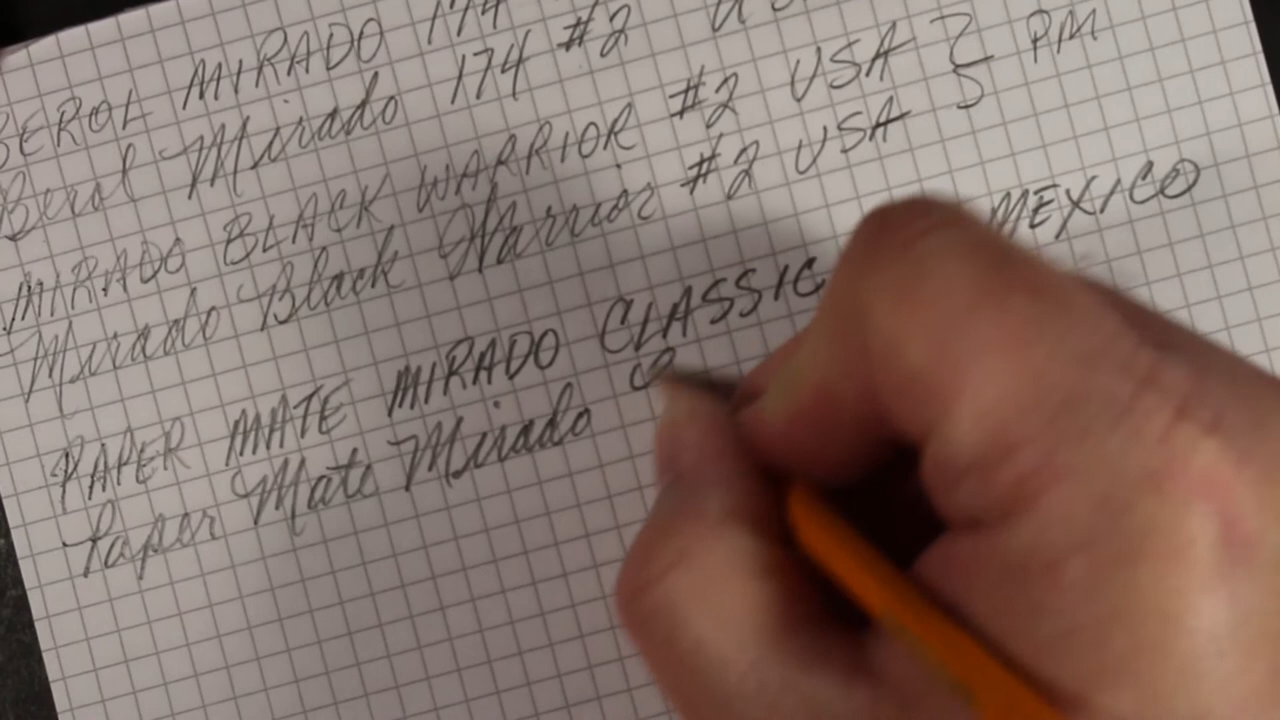 BEROL MIRADO 174
Berol Mirado 174 #2
MIRADO BLACK WARRIOR #2 USA
Mirado Black Warrior #2 USA
PM
PAPER MATE MIRADO CLASSIC MEXICO
Paper Mate Mirado